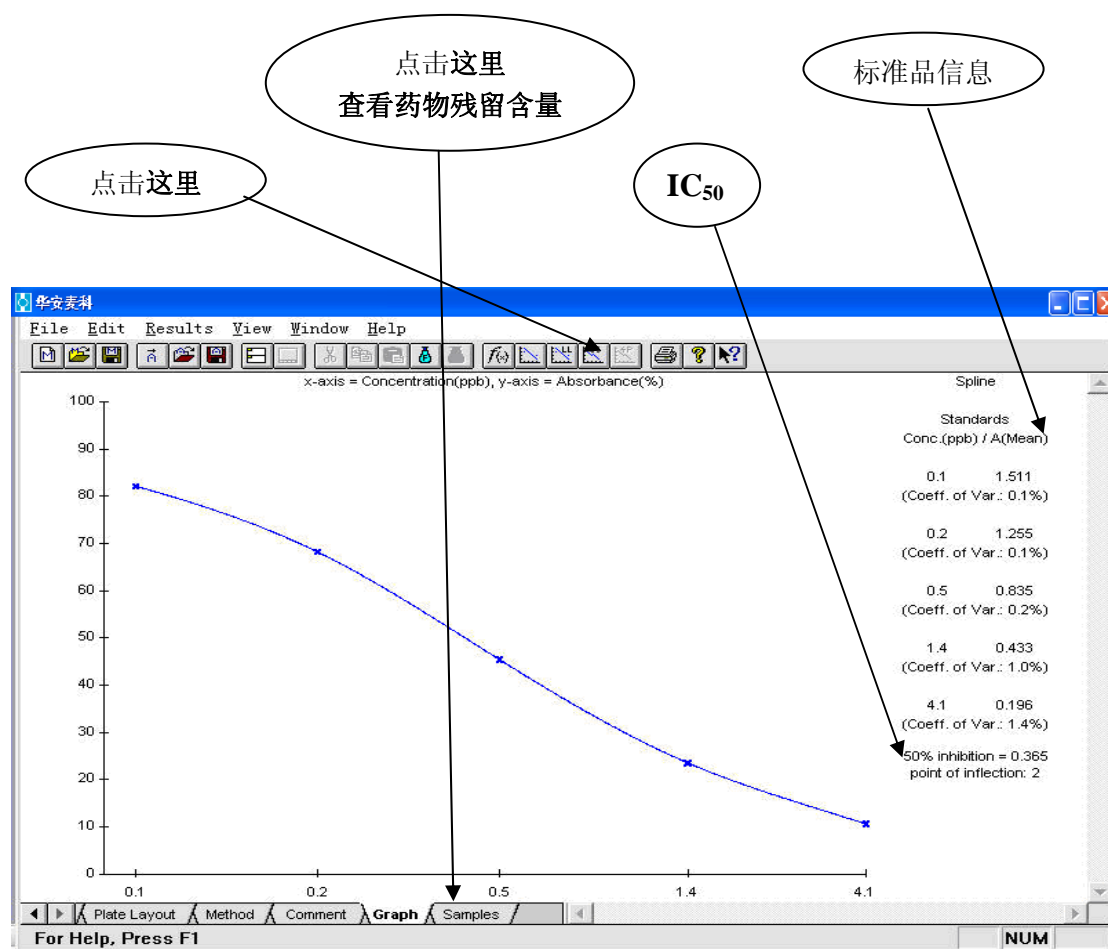 点击这里
查看药物残留含量
标准品信息
点击这里
IC50
华安麦科
File Edit Results View Window Help
x-axis = Concentration(ppb), y-axis = Absorbance(%)
Spline
Standards
Conc.(ppb) / A(Mean)
0.1 1.511
(Coeff. of Var.: 0.1%)
0.2 1.255
(Coeff. of Var.: 0.1%)
0.5 0.835
(Coeff. of Var.: 0.2%)
1.4 0.433
(Coeff. of Var.: 1.0%)
4.1 0.196
(Coeff. of Var.: 1.4%)
50% inhibition = 0.365
point of inflection: 2
100
90
80
70
60
50
40
30
20
10
0
0.1 0.2 0.5 1.4 4.1
Plate Layout Method Comment Graph Samples
For Help, Press F1 NUM